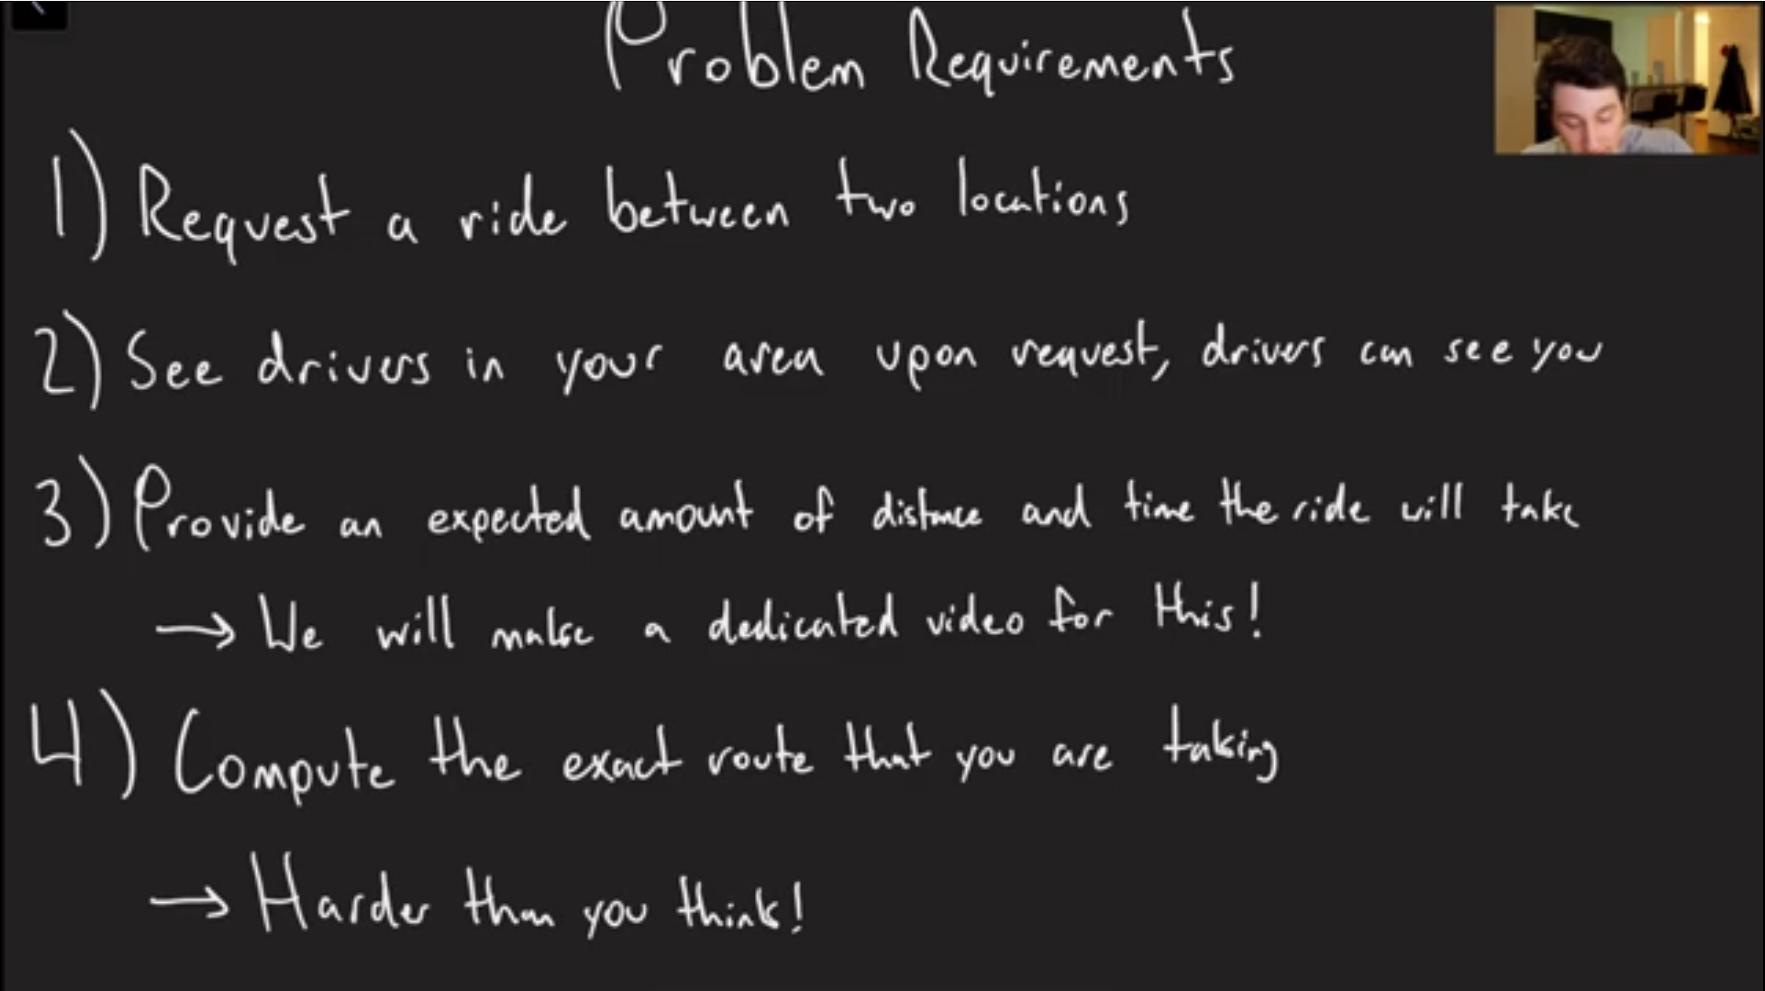 Problem Requirements
1) Request a ride between two locations
2) See drivers in your area upon request, drivers can see you
3) Provide an expected amount of distance and time the ride will take
→ We will make a dedicated video for this!
4) Compute the exact route that you are taking
→ Harder than you think!